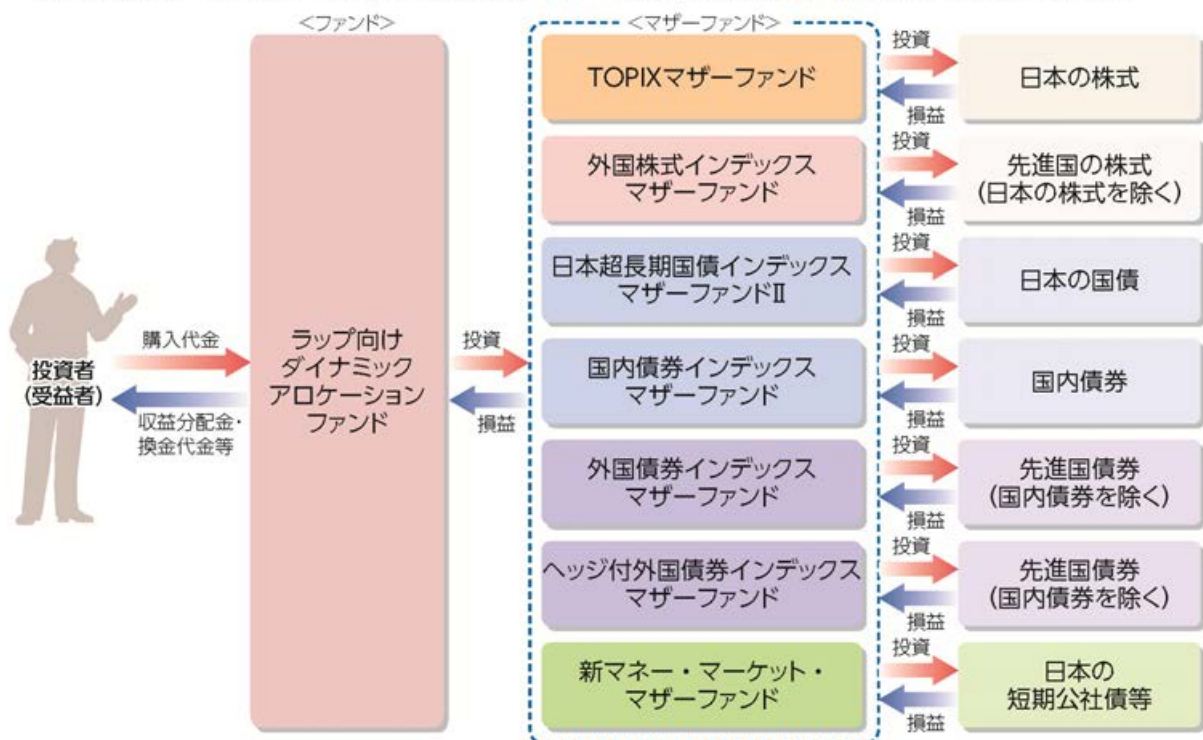 <ファンド>
<マザーファンド>
投資者
(受益者)
購入代金
収益分配金・
換金代金等
ラップ向け
ダイナミック
アロケーション
ファンド
投資
損益
TOPIXマザーファンド
投資
損益
日本の株式
外国株式インデックス
マザーファンド
投資
損益
先進国の株式
(日本の株式を除く)
日本超長期国債インデックス
マザーファンドⅡ
投資
損益
日本の国債
国内債券インデックス
マザーファンド
投資
損益
国内債券
外国債券インデックス
マザーファンド
投資
損益
先進国債券
(国内債券を除く)
ヘッジ付外国債券インデックス
マザーファンド
投資
損益
先進国債券
(国内債券を除く)
新マネー・マーケット・
マザーファンド
投資
損益
日本の
短期公社債等